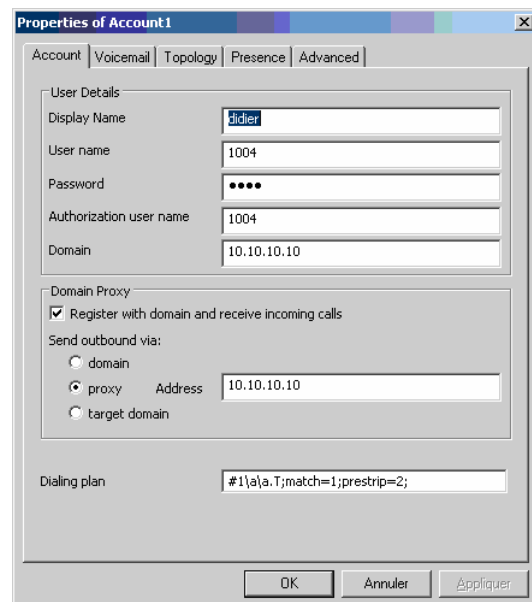 Properties of Account1
Account Voicemail Topology Presence Advanced
User Details
Display Name didier
User name 1004
Password ●●●●
Authorization user name 1004
Domain 10.10.10.10
Domain Proxy
Register with domain and receive incoming calls
Send outbound via:
domain
proxy Address 10.10.10.10
target domain
Dialing plan #1\a\a.T;match=1;prestrip=2;
OK Annuler Appliquer